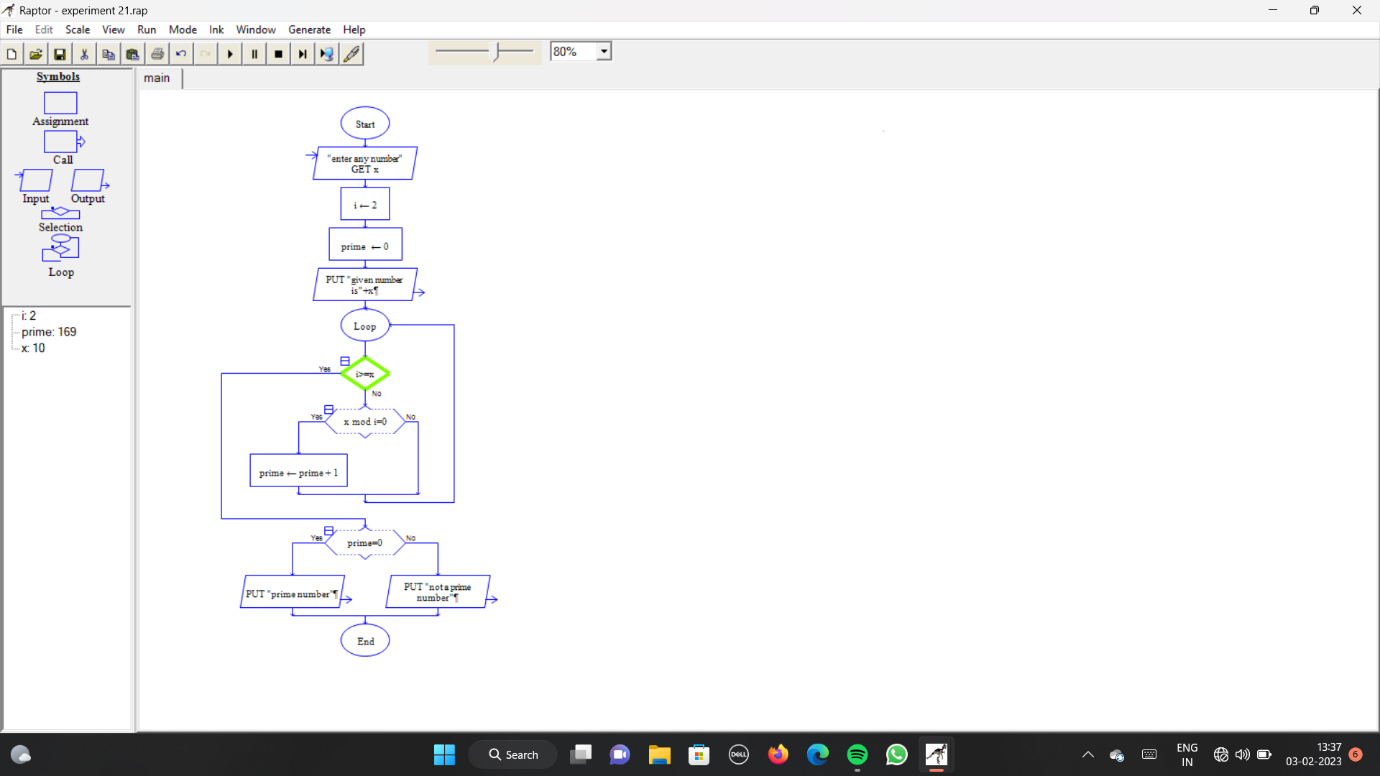 Raptor - experiment 21.rap
File Edit Scale View Run Mode Ink Window Generate Help
80%
Symbols
Assignment
Call
Input Output
Selection
Loop
i: 2
prime: 169
x: 10
main
Start
"enter any number"
GET x
i ← 2
prime ← 0
PUT "given number
is"+x¶
Loop
i>=x
Yes
No
x mod i=0
Yes
No
prime ← prime + 1
prime=0
Yes
No
PUT "prime number"¶
PUT "not a prime
number"¶
End
Search
DELL
ENG
IN
13:37
03-02-2023
6